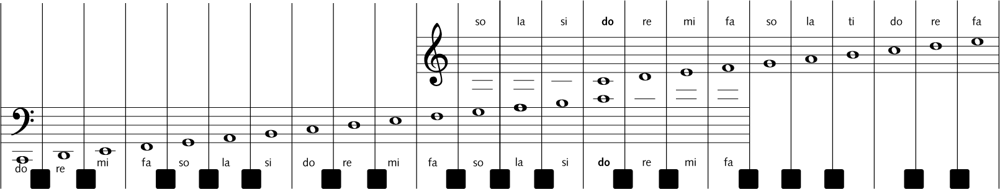 so la si do re mi fa so la ti do re fa
do re mi fa so la si do re mi fa so la si do re mi fa